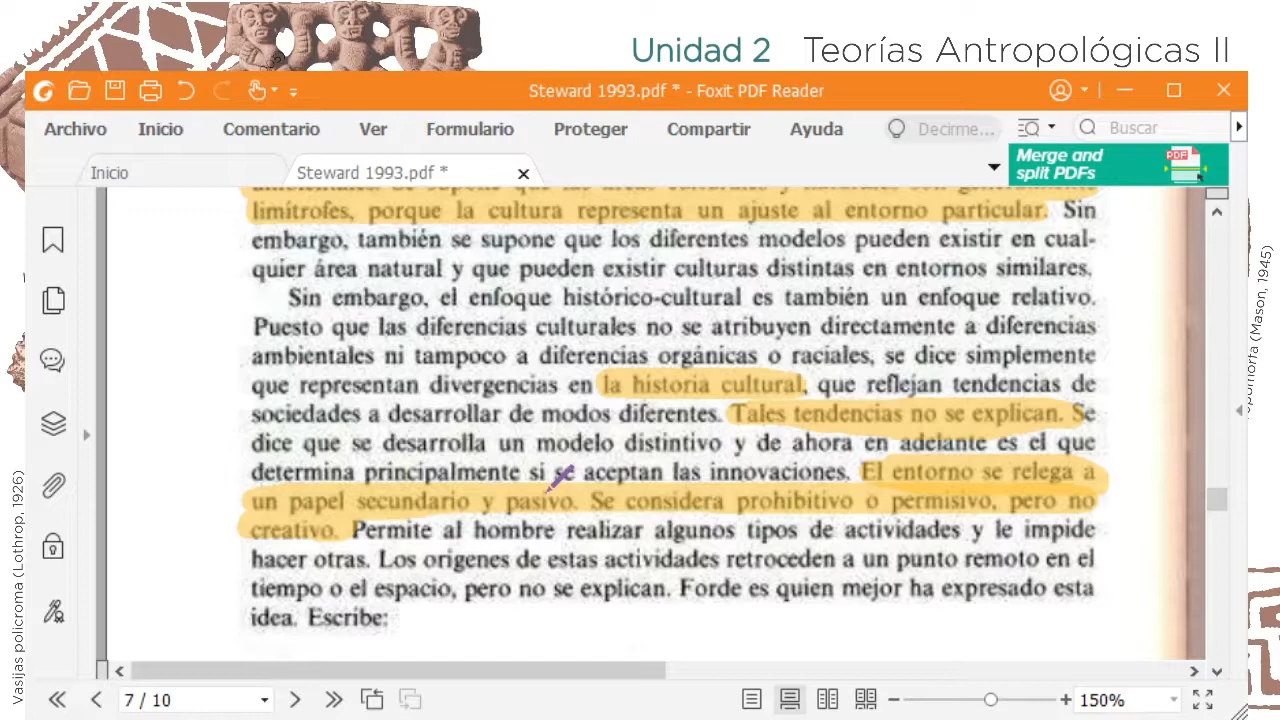 Unidad 2 Teorías Antropológicas II
Steward 1993.pdf * - Foxit PDF Reader
Archivo Inicio Comentario Ver Formulario Proteger Compartir Ayuda Decirme... Buscar
Inicio
Steward 1993.pdf *
Merge and
split PDFs
PDF
limítrofes, porque la cultura representa un ajuste al entorno particular. Sin
embargo, también se supone que los diferentes modelos pueden existir en cual-
quier área natural y que pueden existir culturas distintas en entornos similares.
Sin embargo, el enfoque histórico-cultural es también un enfoque relativo.
Puesto que las diferencias culturales no se atribuyen directamente a diferencias
ambientales ni tampoco a diferencias orgánicas o raciales, se dice simplemente
que representan divergencias en la historia cultural, que reflejan tendencias de
sociedades a desarrollar de modos diferentes. Tales tendencias no se explican. Se
dice que se desarrolla un modelo distintivo y de ahora en adelante es el que
determina principalmente si se aceptan las innovaciones. El entorno se relega a
un papel secundario y pasivo. Se considera prohibitivo o permisivo, pero no
creativo. Permite al hombre realizar algunos tipos de actividades y le impide
hacer otras. Los orígenes de estas actividades retroceden a un punto remoto en el
tiempo o el espacio, pero no se explican. Forde es quien mejor ha expresado esta
idea. Escribe:
7 / 10
150%
Vasijas polícroma (Lothrop, 1926)
(Mason, 1945)